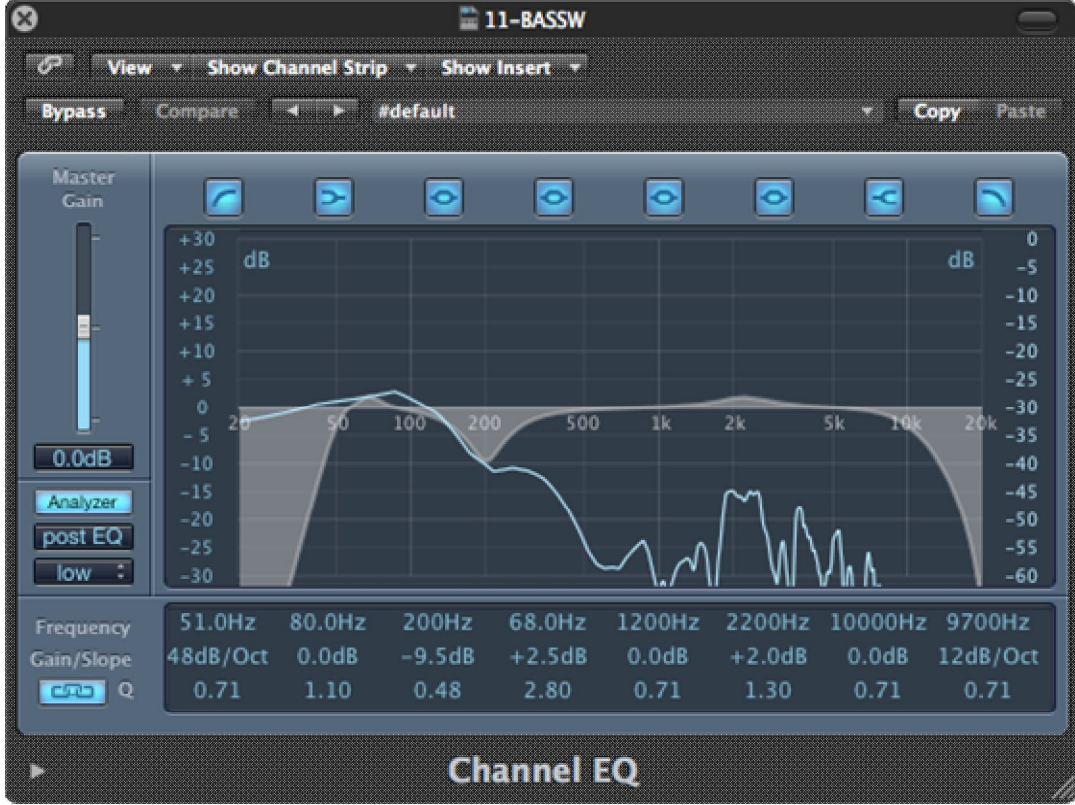 11-BASSW
View Show Channel Strip Show Insert
Bypass Compare #default Copy Paste
Master
Gain
+30 dB dB 0
+25 -5
+20 -10
+15 -15
+10 -20
+ 5 -25
0 -30
20 50 100 200 500 1k 2k 5k 10k 20k
- 5 -35
-10 -40
-15 -45
-20 -50
-25 -55
-30 -60
0.0dB
Analyzer
post EQ
low
Frequency 51.0Hz 80.0Hz 200Hz 68.0Hz 1200Hz 2200Hz 10000Hz 9700Hz
Gain/Slope 48dB/Oct 0.0dB -9.5dB +2.5dB 0.0dB +2.0dB 0.0dB 12dB/Oct
Q 0.71 1.10 0.48 2.80 0.71 1.30 0.71 0.71
Channel EQ